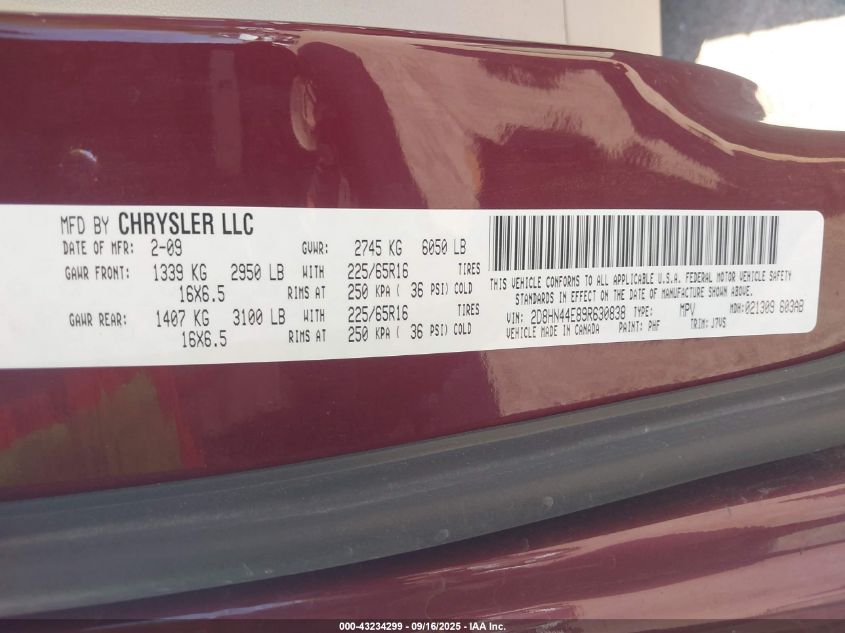 MFD BY CHRYSLER LLC
DATE OF MFR: 2-09 GVWR: 2745 KG 6050 LB
GAWR FRONT: 1339 KG 2950 LB WITH 225/65R16 TIRES
16X6.5 RIMS AT 250 KPA ( 36 PSI) COLD
GAWR REAR: 1407 KG 3100 LB WITH 225/65R16 TIRES
16X6.5 RIMS AT 250 KPA ( 36 PSI) COLD
THIS VEHICLE CONFORMS TO ALL APPLICABLE U.S.A. FEDERAL MOTOR VEHICLE SAFETY
STANDARDS IN EFFECT ON THE DATE OF MANUFACTURE SHOWN ABOVE.
VIN: 2D8HN44E89R630838 TYPE: MPV MDH: 021309 603AB
VEHICLE MADE IN CANADA PAINT: PHF TRIM: J7US
000-43234299 - 09/16/2025 - IAA Inc.